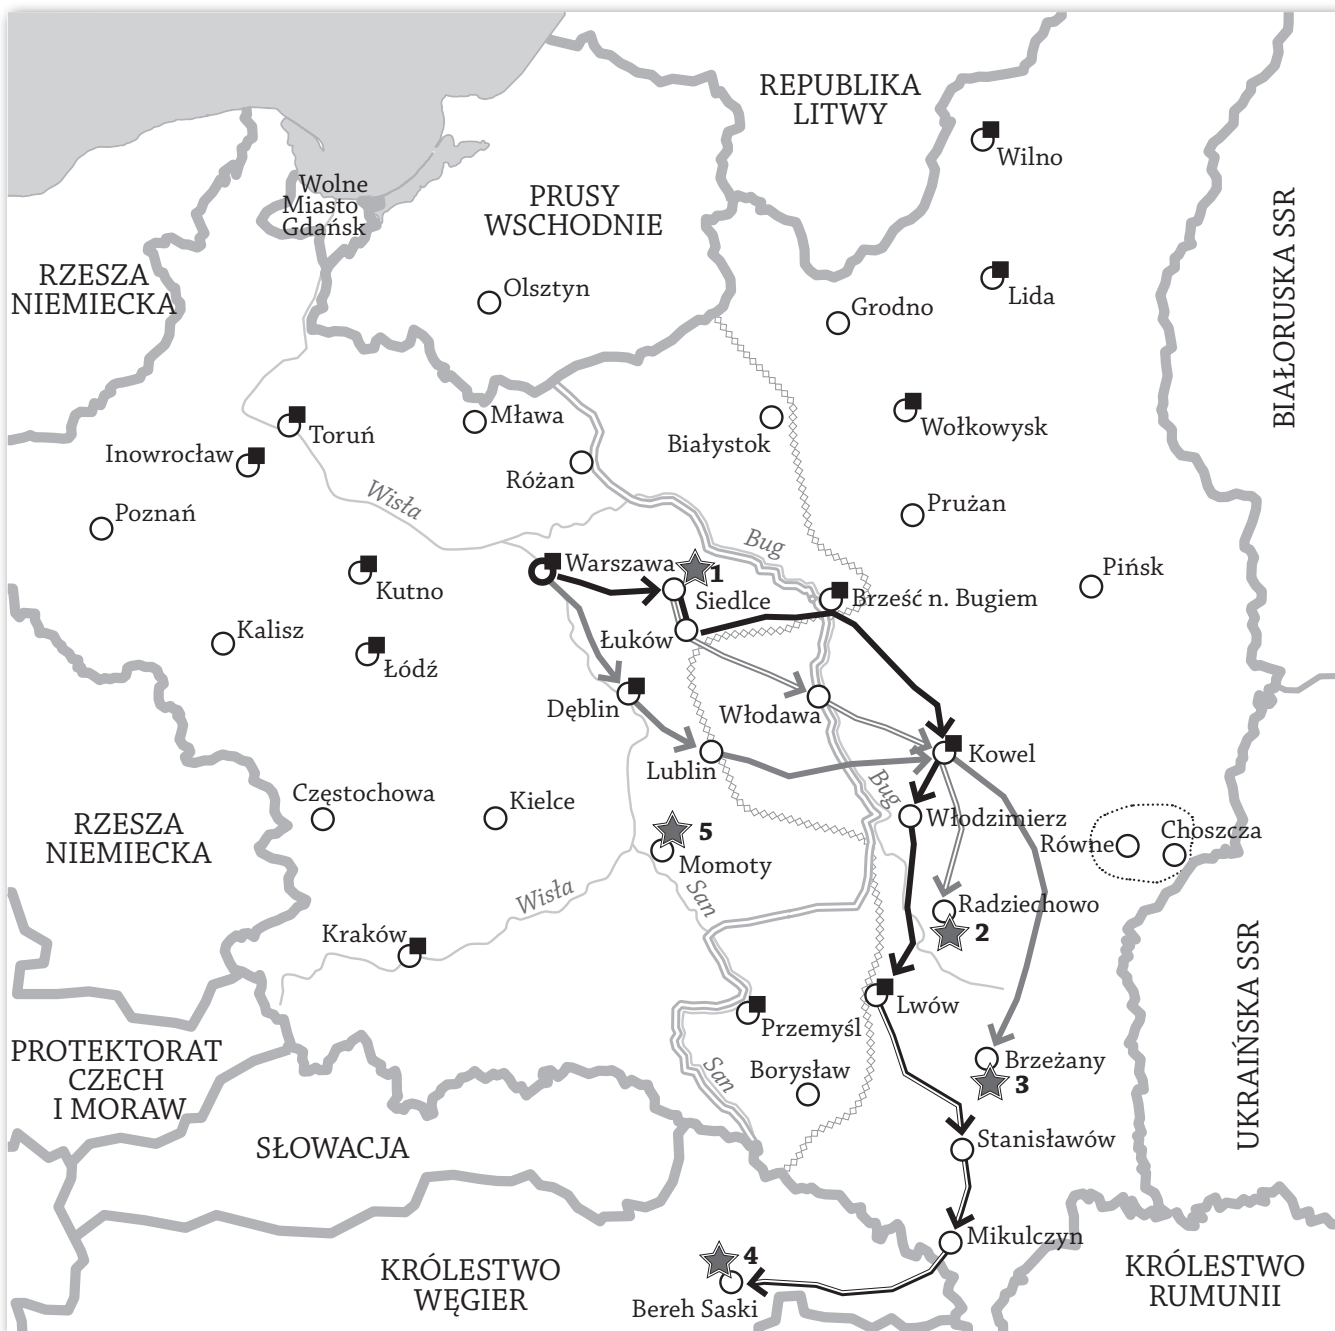 REPUBLIKA
LITWY
Wilno
Wolne
Miasto
Gdańsk
PRUSY
WSCHODNIE
BIAŁORUSKA SSR
RZESZA
NIEMIECKA
Olsztyn
Lida
Grodno
Toruń
Mława
Białystok
Wołkowysk
Inowrocław
Różan
Wisła
Poznań
Prużan
Bug
Warszawa
1
Pińsk
Kutno
Siedlce
Brześć n. Bugiem
Kalisz
Łuków
Łódź
Dęblin
Włodawa
Kowel
Lublin
Bug
Częstochowa
Kielce
Włodzimierz
RZESZA
NIEMIECKA
5
Równe
Choszcza
Momoty
Wisła
San
Radziechowo
2
Kraków
UKRAIŃSKA SSR
Lwów
Przemyśl
PROTEKTORAT
CZECH
I MORAW
San
Borysław
Brzeżany
3
SŁOWACJA
Stanisławów
Mikulczyn
4
KRÓLESTWO
WĘGIER
Bereh Saski
KRÓLESTWO
RUMUNII